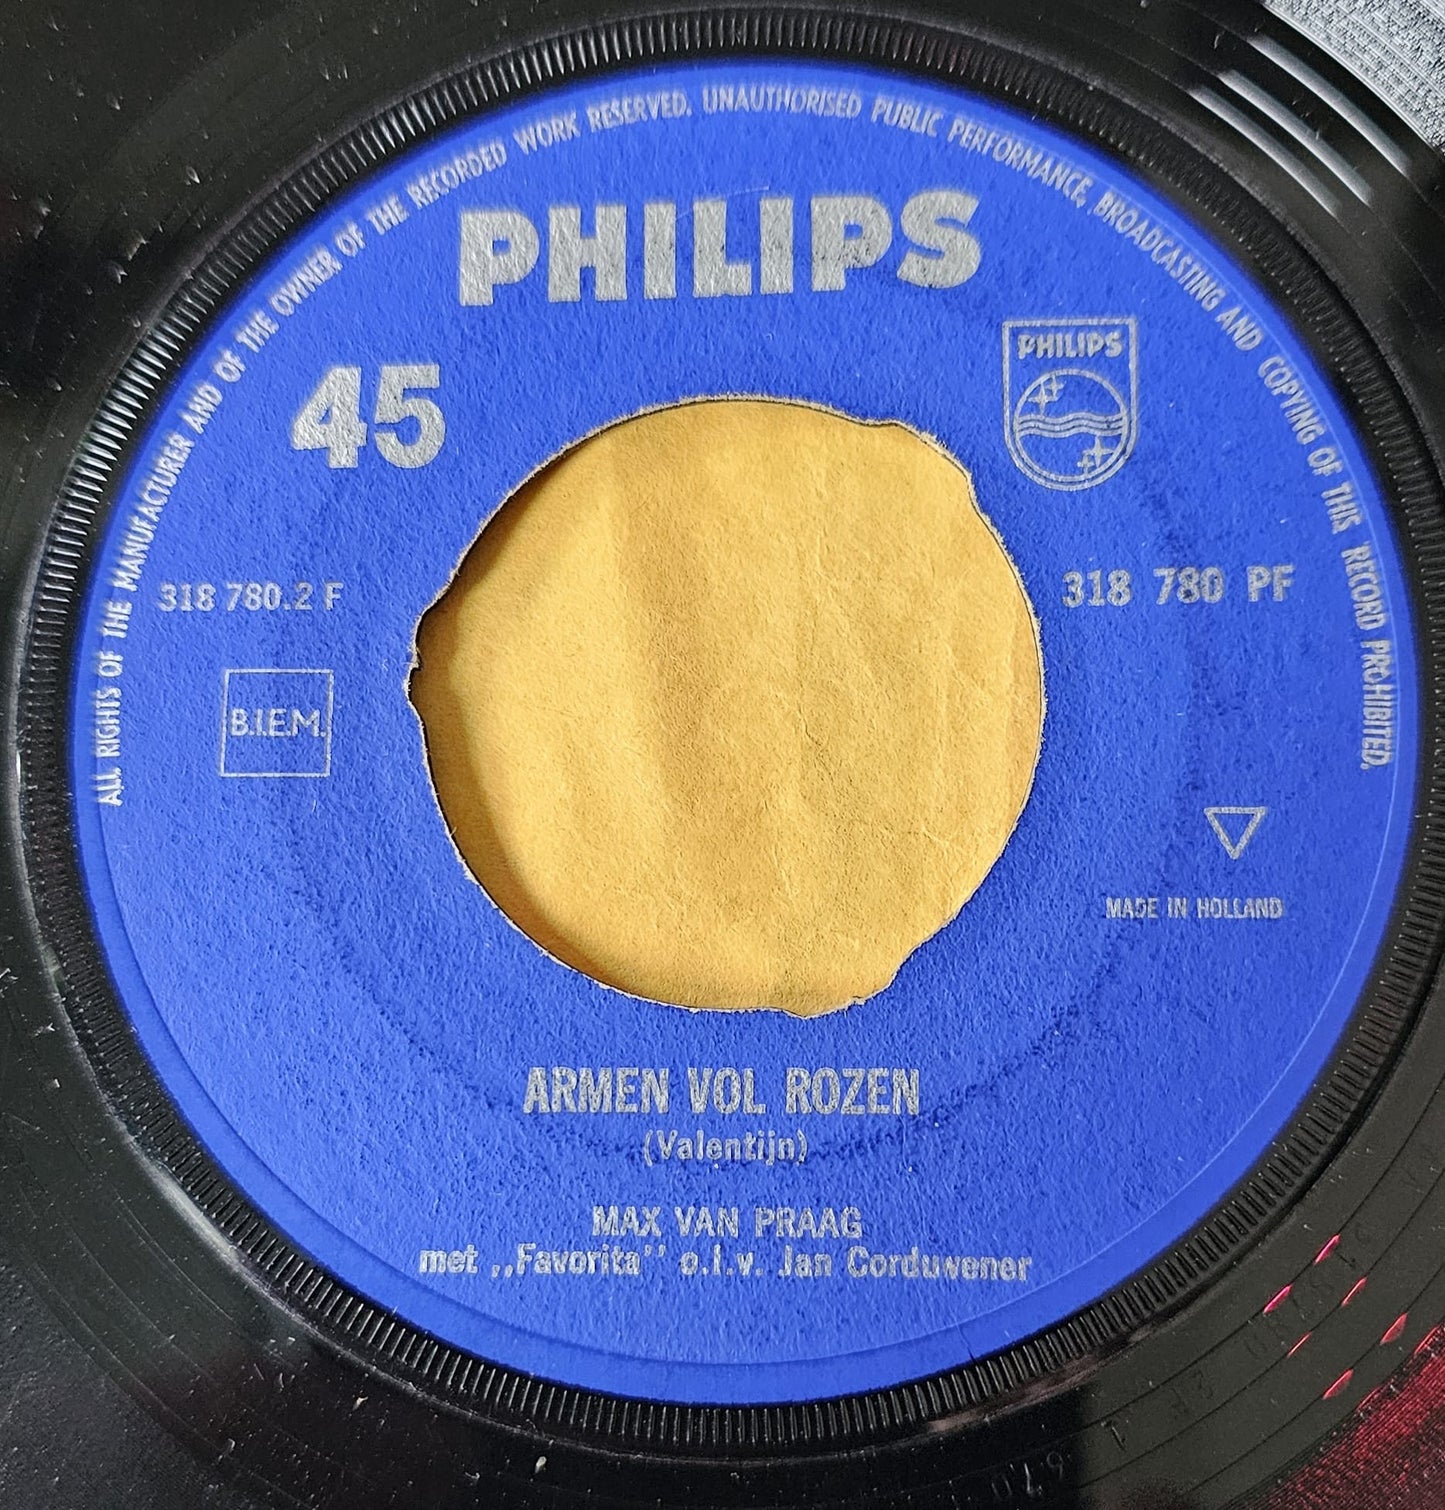 ALL RIGHTS OF THE MANUFACTURER AND OF THE OWNER OF THE RECORDED WORK RESERVED. UNAUTHORISED PUBLIC PERFORMANCE, BROADCASTING AND COPYING OF THIS RECORD PROHIBITED.
PHILIPS
PHILIPS
45
318 780.2 F
318 780 PF
B.I.E.M.
MADE IN HOLLAND
ARMEN VOL ROZEN
(Valentijn)
MAX VAN PRAAG
met ,,Favorita'' o.l.v. Jan Corduwener